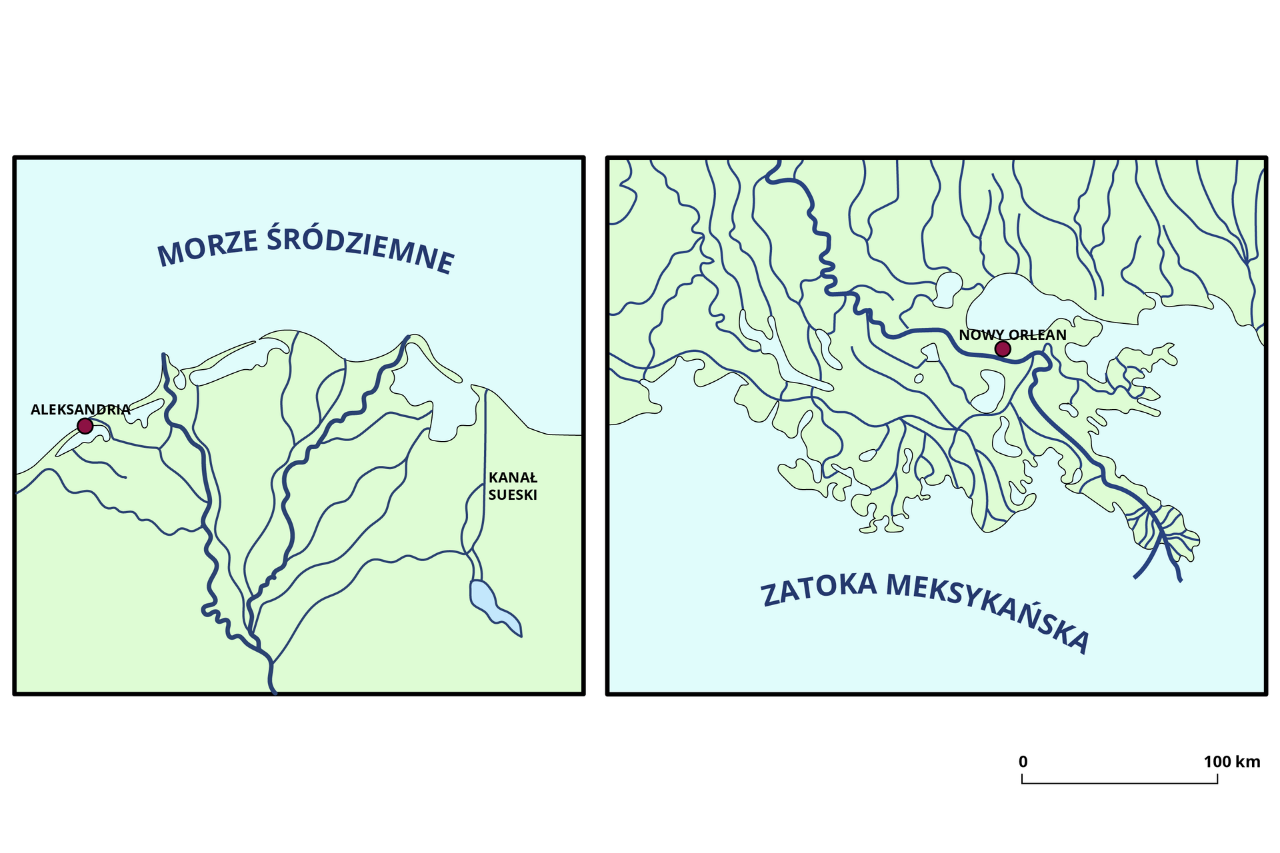 MORZE ŚRÓDZIEMNE
ALEKSANDRIA
KANAŁ
SUESKI
NOWY ORLEAN
ZATOKA MEKSYKAŃSKA
0 100 km